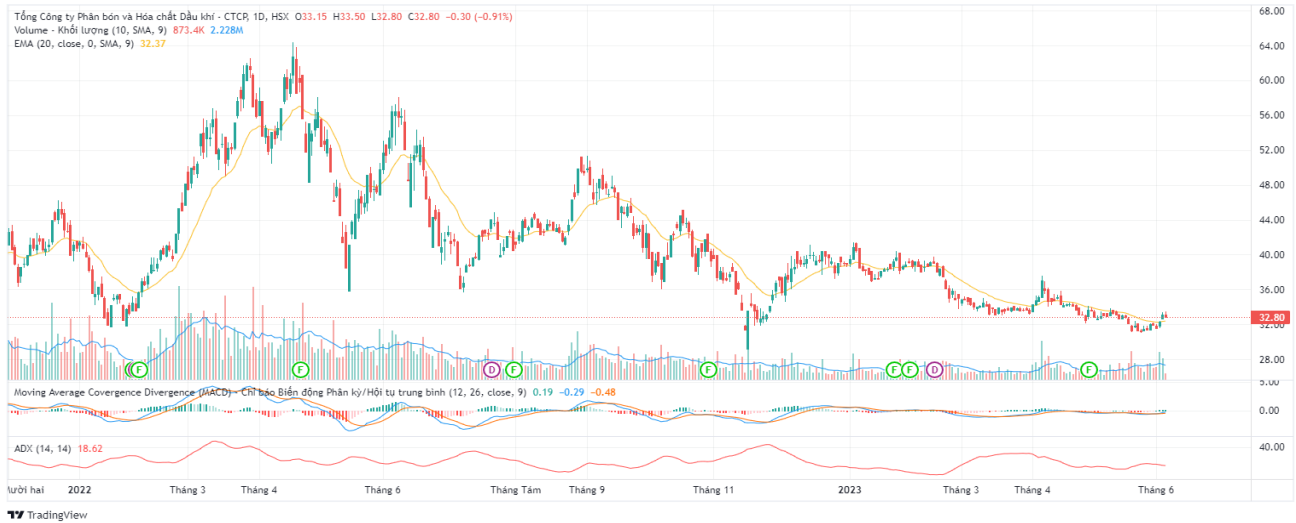 Tổng Công ty Phân bón và Hóa chất Dầu khí - CTCP, 1D, HSX O33.15 H33.50 L32.80 C32.80 -0.30 (-0.91%)
Volume - Khối lượng (10, SMA, 9) 873.4K 2.228M
EMA (20, close, 0, SMA, 9) 32.37
68.00
64.00
60.00
56.00
52.00
48.00
44.00
40.00
36.00
32.80
32.00
28.00
F F D F F F F D F
Moving Average Covergence Divergence (MACD) - Chỉ báo Biến động Phân kỳ/Hội tụ trung bình (12, 26, close, 9) 0.19 -0.29 -0.48
5.00
0.00
ADX (14, 14) 18.62
40.00
hai 2022 Tháng 3 Tháng 4 Tháng 6 Tháng Tám Tháng 9 Tháng 11 2023 Tháng 3 Tháng 4 Tháng 6
TradingView